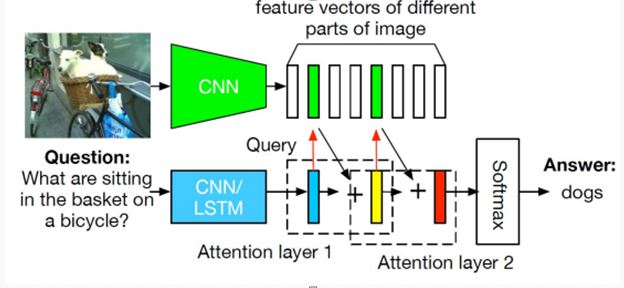 feature vectors of different
parts of image
CNN
Query
Question:
What are sitting
in the basket on
a bicycle?
CNN/
LSTM
+
+
Softmax
Answer:
dogs
Attention layer 1
Attention layer 2